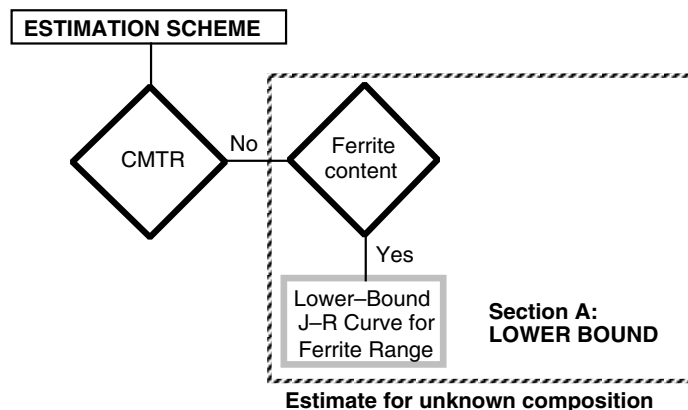 ESTIMATION SCHEME
CMTR
No
Ferrite
content
Yes
Lower–Bound
J–R Curve for
Ferrite Range
Section A:
LOWER BOUND
Estimate for unknown composition